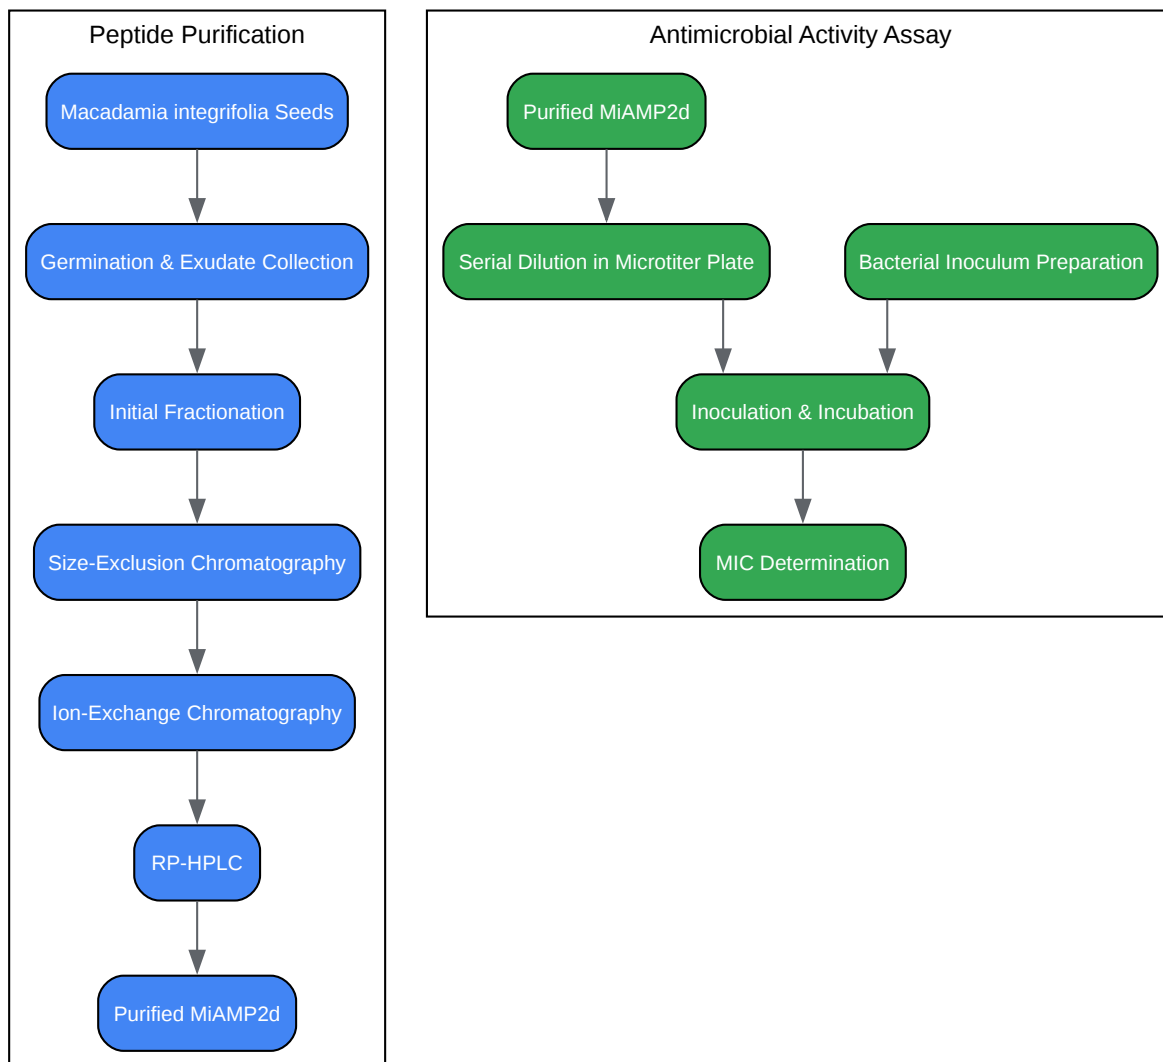 Peptide Purification
Macadamia integrifolia Seeds
Germination & Exudate Collection
Initial Fractionation
Size-Exclusion Chromatography
Ion-Exchange Chromatography
RP-HPLC
Purified MiAMP2d
Antimicrobial Activity Assay
Purified MiAMP2d
Serial Dilution in Microtiter Plate
Bacterial Inoculum Preparation
Inoculation & Incubation
MIC Determination